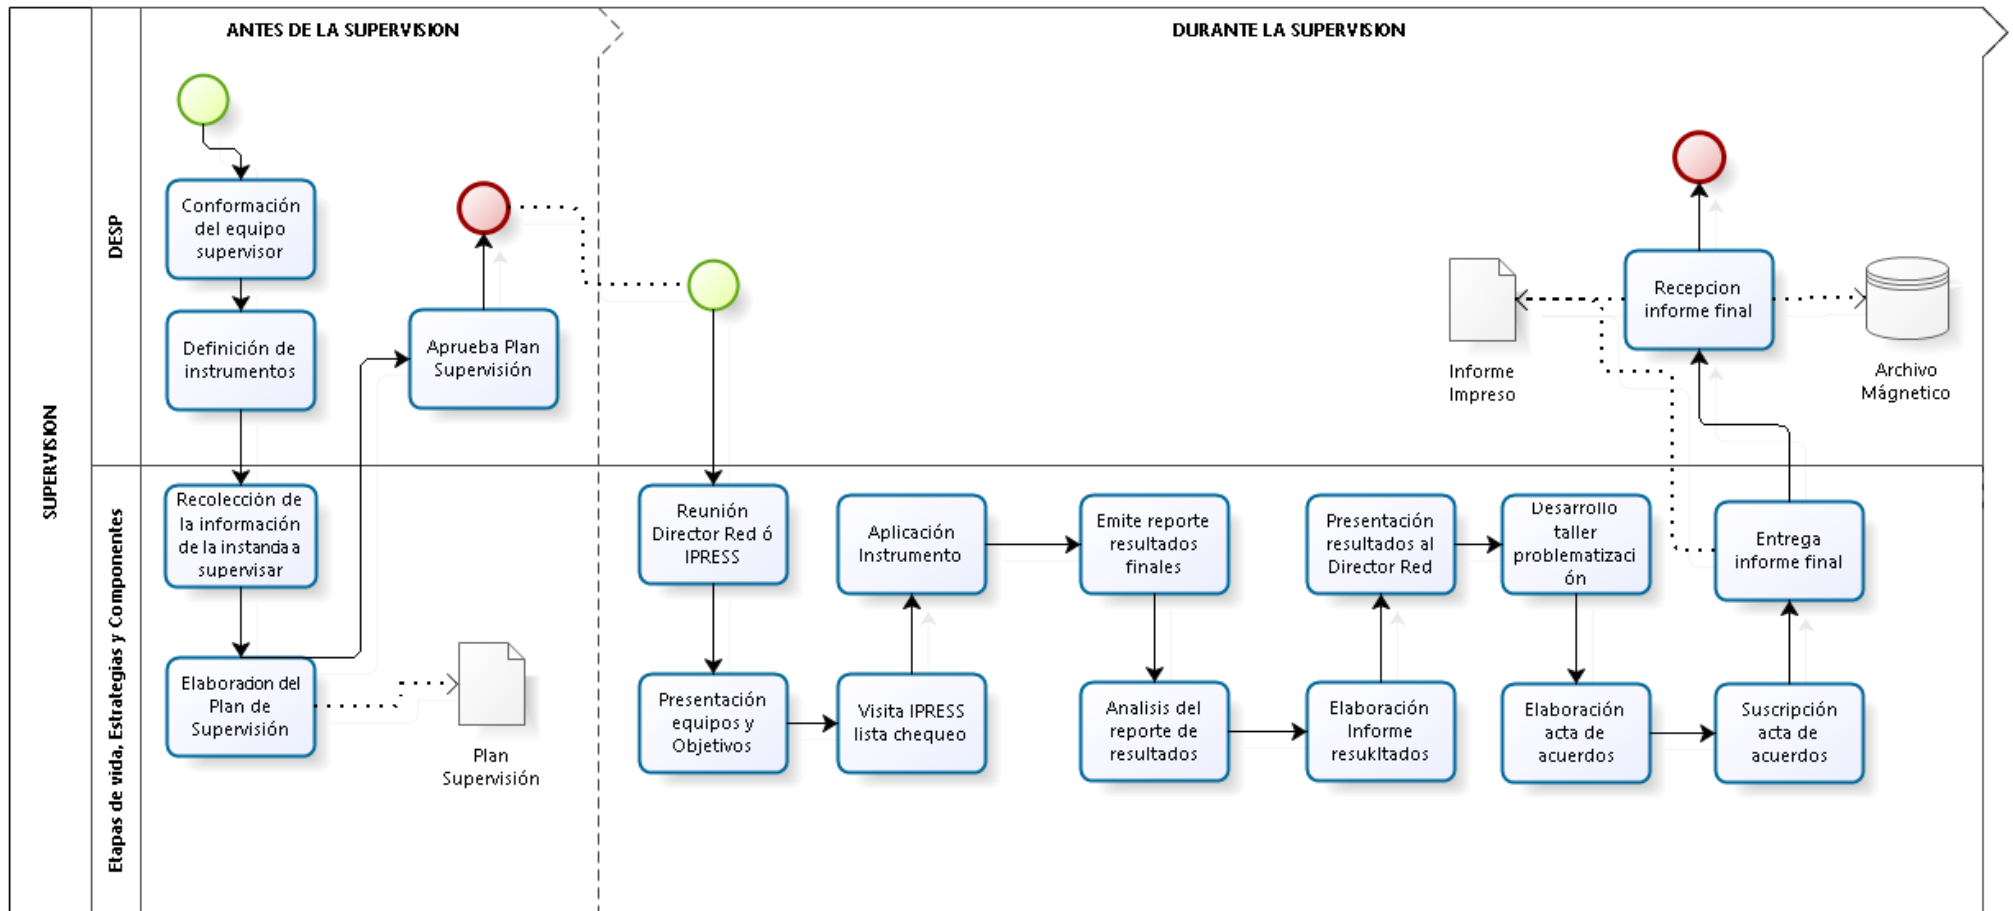 ANTES DE LA SUPERVISION
DURANTE LA SUPERVISION
SUPERVISION
DESP
Etapas de vida, Estrategias y Componentes
Conformación
del equipo
supervisor
Definición de
instrumentos
Aprueba Plan
Supervisión
Recolección de
la información
de la instancia a
supervisar
Elaboracion del
Plan de
Supervisión
Plan
Supervisión
Reunión
Director Red ó
IPRESS
Presentación
equipos y
Objetivos
Visita IPRESS
lista chequeo
Aplicación
Instrumento
Emite reporte
resultados
finales
Analisis del
reporte de
resultados
Elaboración
Informe
resukltados
Presentación
resultados al
Director Red
Desarrollo
taller
problematizaci
ón
Elaboración
acta de
acuerdos
Suscripción
acta de
acuerdos
Entrega
informe final
Recepcion
informe final
Informe
Impreso
Archivo
Mágnetico